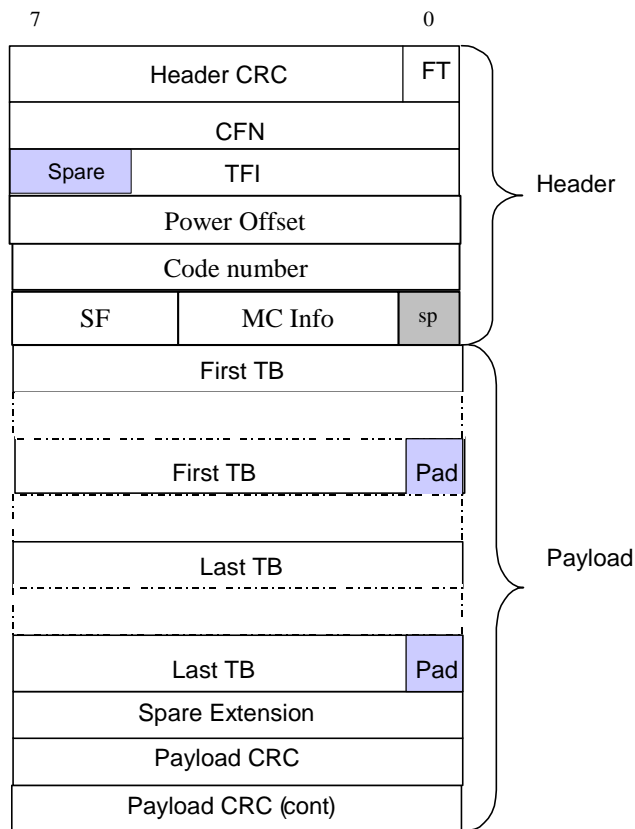 7 0
Header CRC FT
CFN
Spare TFI
Header
Power Offset
Code number
SF MC Info sp
First TB
First TB Pad
Last TB
Payload
Last TB Pad
Spare Extension
Payload CRC
Payload CRC (cont)